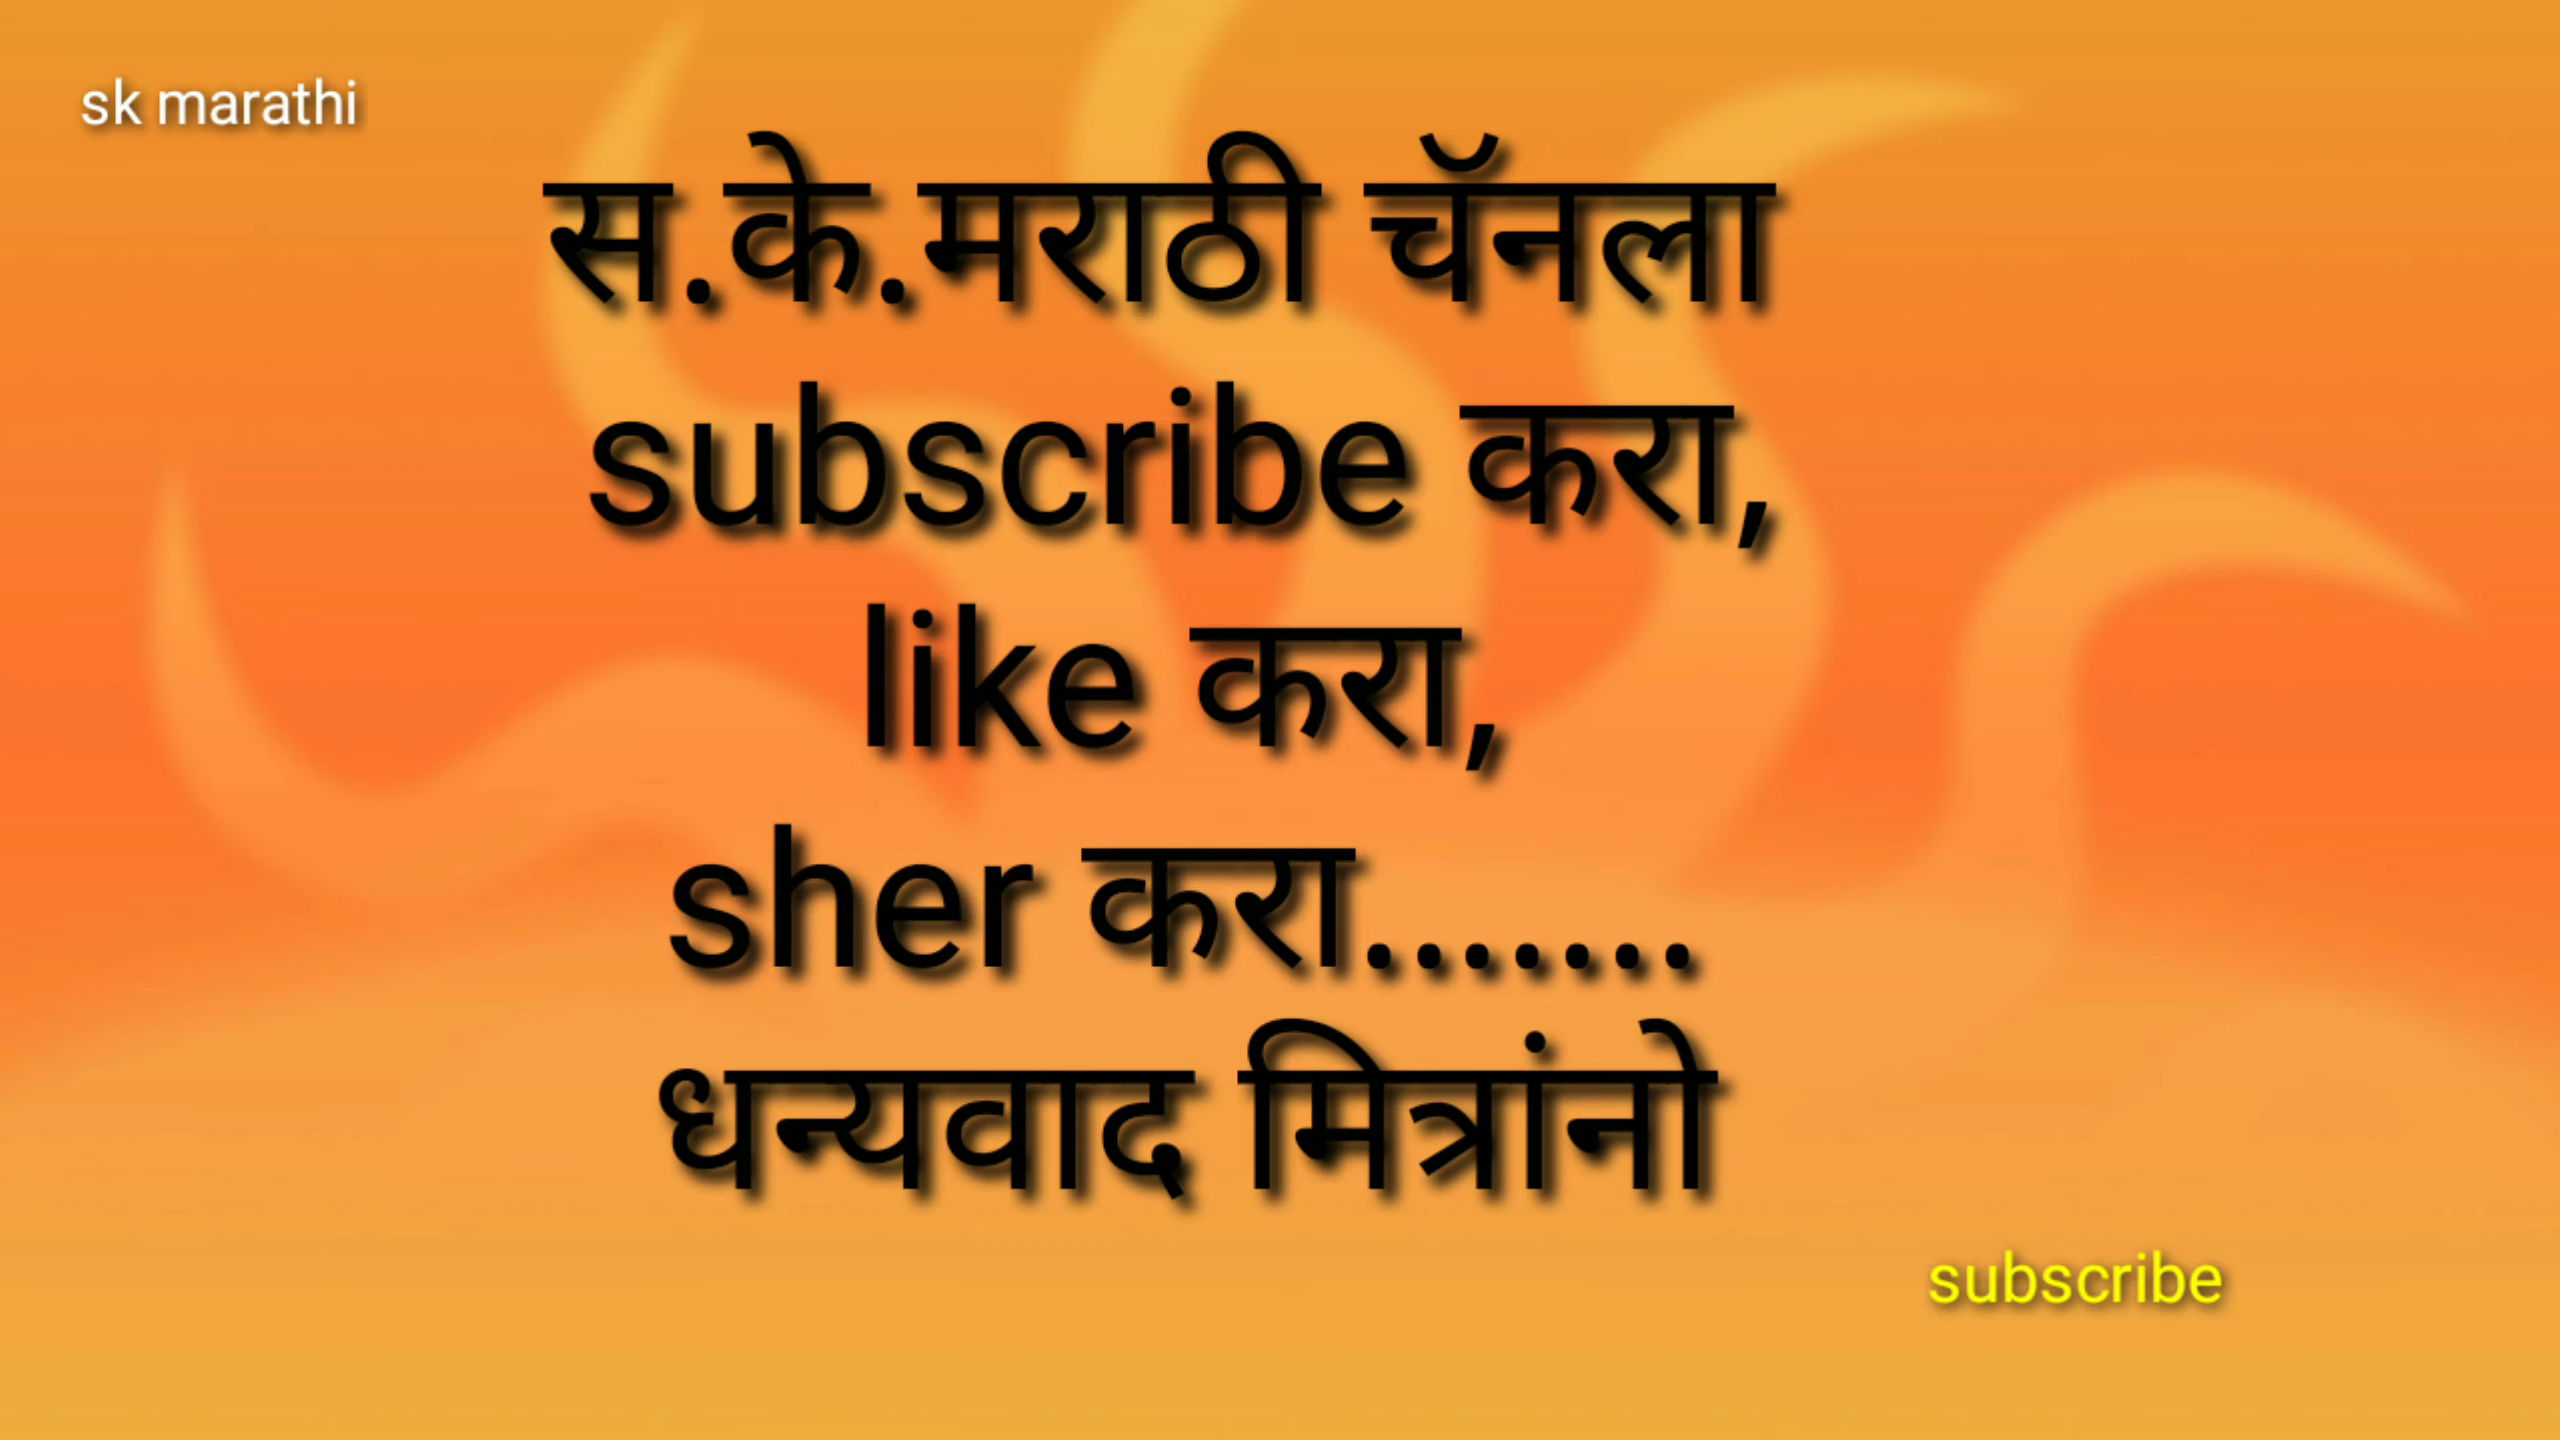 sk marathi
स.के.मराठी चॅनला
subscribe करा,
like करा,
sher करा.......
धन्यवाद मित्रांनो
subscribe